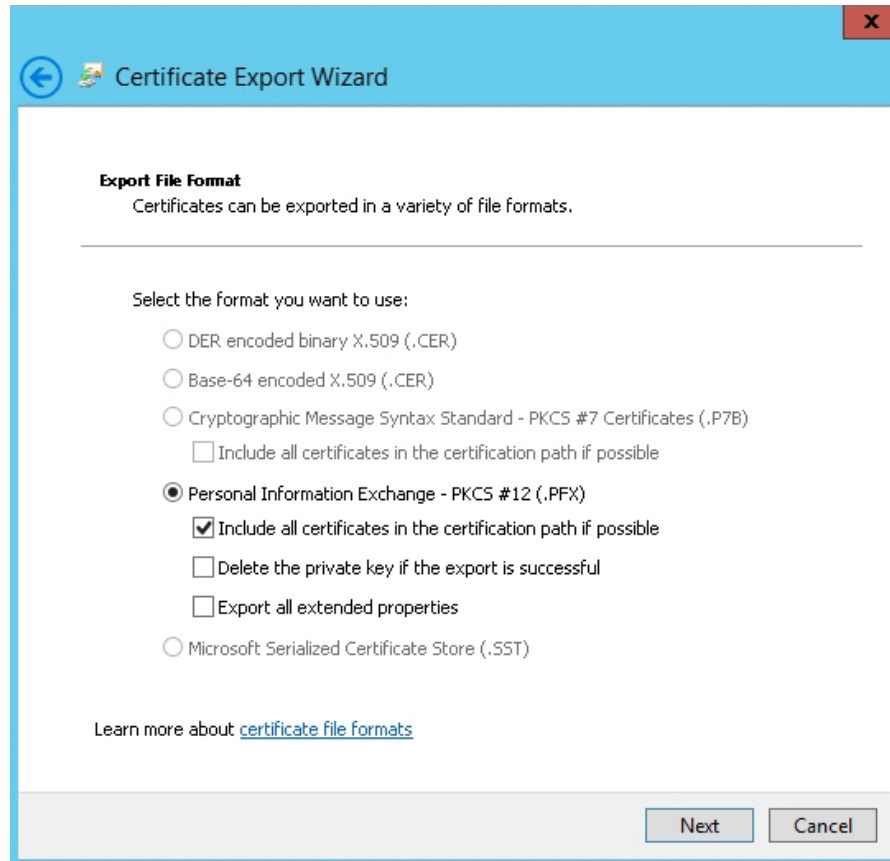 x
Certificate Export Wizard
Export File Format
Certificates can be exported in a variety of file formats.
Select the format you want to use:
DER encoded binary X.509 (.CER)
Base-64 encoded X.509 (.CER)
Cryptographic Message Syntax Standard - PKCS #7 Certificates (.P7B)
Include all certificates in the certification path if possible
Personal Information Exchange - PKCS #12 (.PFX)
Include all certificates in the certification path if possible
Delete the private key if the export is successful
Export all extended properties
Microsoft Serialized Certificate Store (.SST)
Learn more about certificate file formats
Next Cancel